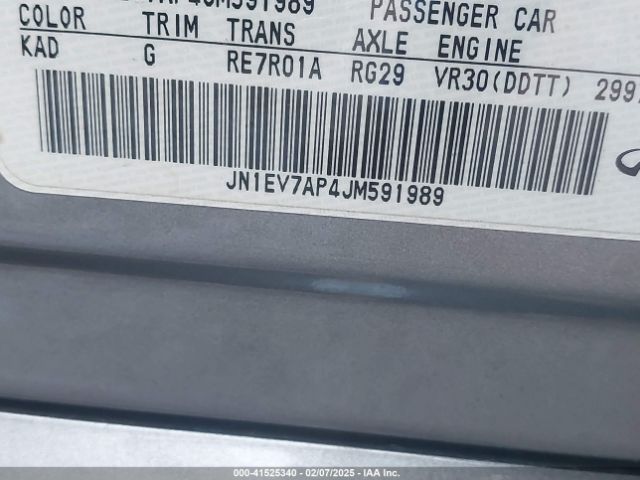 7AP4JM591989 PASSENGER CAR
COLOR TRIM TRANS AXLE ENGINE
KAD G RE7R01A RG29 VR30(DDTT) 299
JN1EV7AP4JM591989
000-41525340 - 02/07/2025 - IAA Inc.